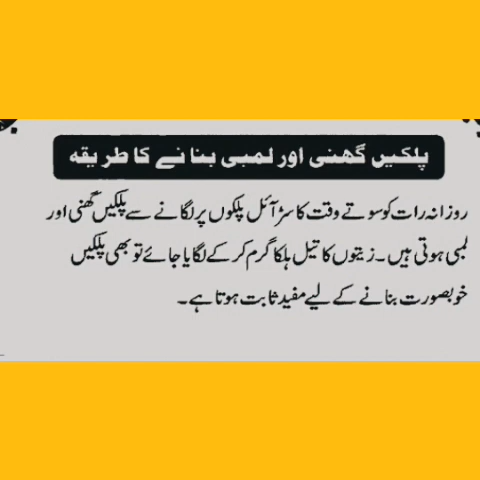 پلکیں گھنی اور لمبی بنانے کا طریقہ
روزانہ رات کو سوتے وقت کاسٹر آئل پلکوں پر لگانے سے پلکیں گھنی اور
لمبی ہوتی ہیں۔ زیتوں کا تیل ہلکا گرم کر کے لگایا جائے تو بھی پلکیں
خوبصورت بنانے کے لیے مفید ثابت ہوتا ہے۔